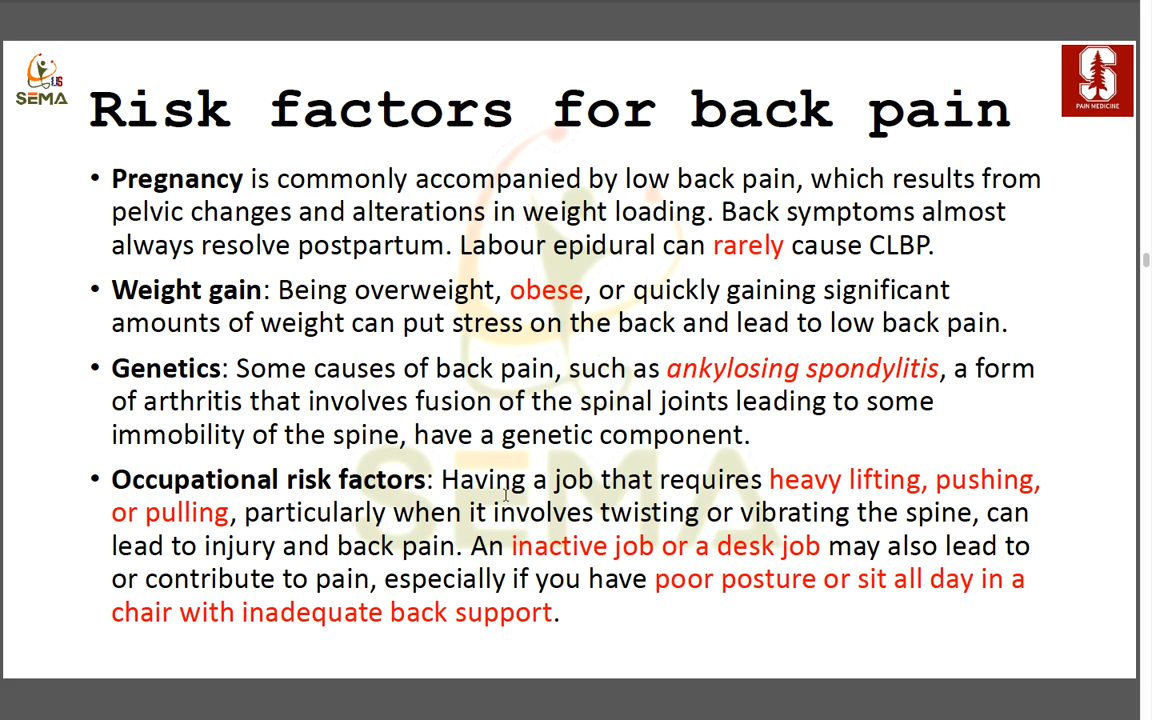 US
SEMA
S
PAIN MEDICINE
Risk factors for back pain
• Pregnancy is commonly accompanied by low back pain, which results from
pelvic changes and alterations in weight loading. Back symptoms almost
always resolve postpartum. Labour epidural can rarely cause CLBP.
• Weight gain: Being overweight, obese, or quickly gaining significant
amounts of weight can put stress on the back and lead to low back pain.
• Genetics: Some causes of back pain, such as ankylosing spondylitis, a form
of arthritis that involves fusion of the spinal joints leading to some
immobility of the spine, have a genetic component.
• Occupational risk factors: Having a job that requires heavy lifting, pushing,
or pulling, particularly when it involves twisting or vibrating the spine, can
lead to injury and back pain. An inactive job or a desk job may also lead to
or contribute to pain, especially if you have poor posture or sit all day in a
chair with inadequate back support.
SEMA